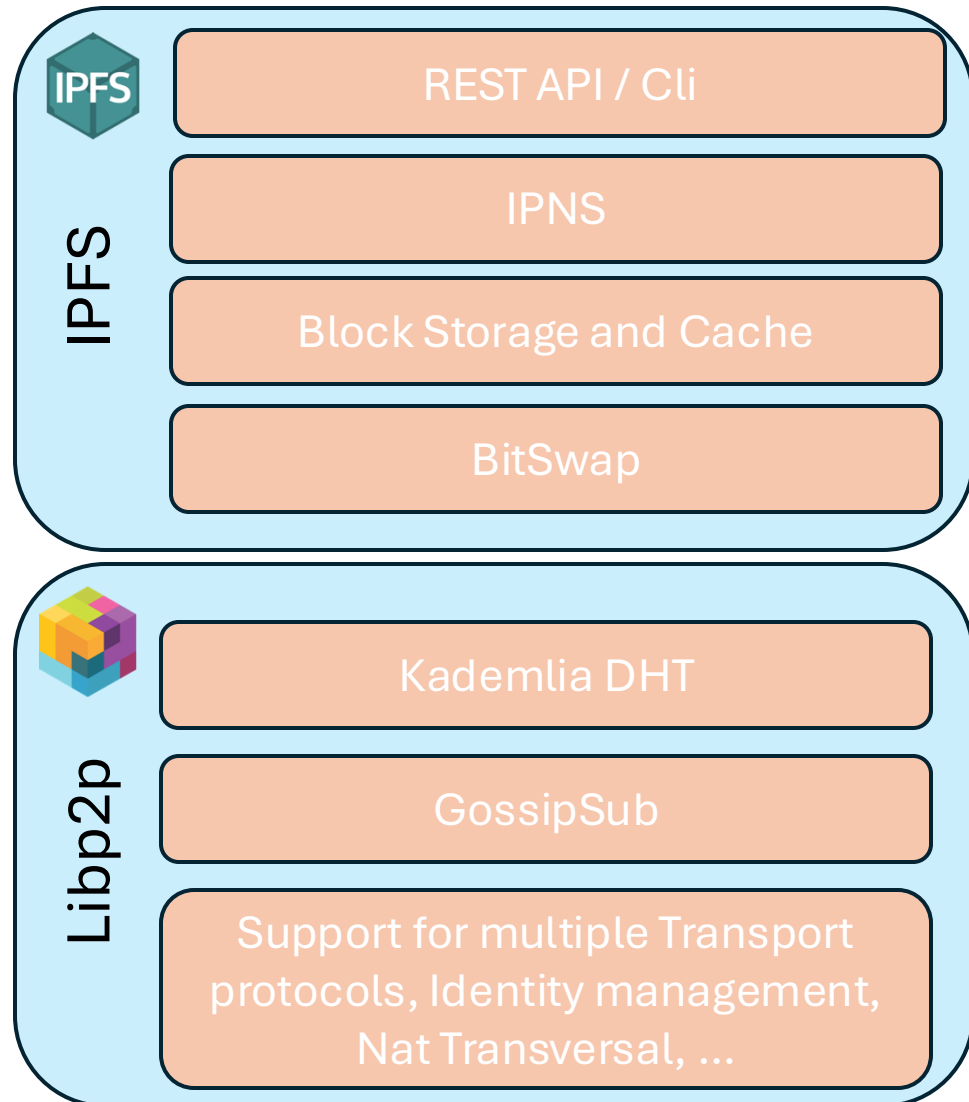 IPFS
REST API / Cli
IPNS
IPFS
Block Storage and Cache
BitSwap
Kademlia DHT
Libp2p
GossipSub
Support for multiple Transport
protocols, Identity management,
Nat Transversal, ...